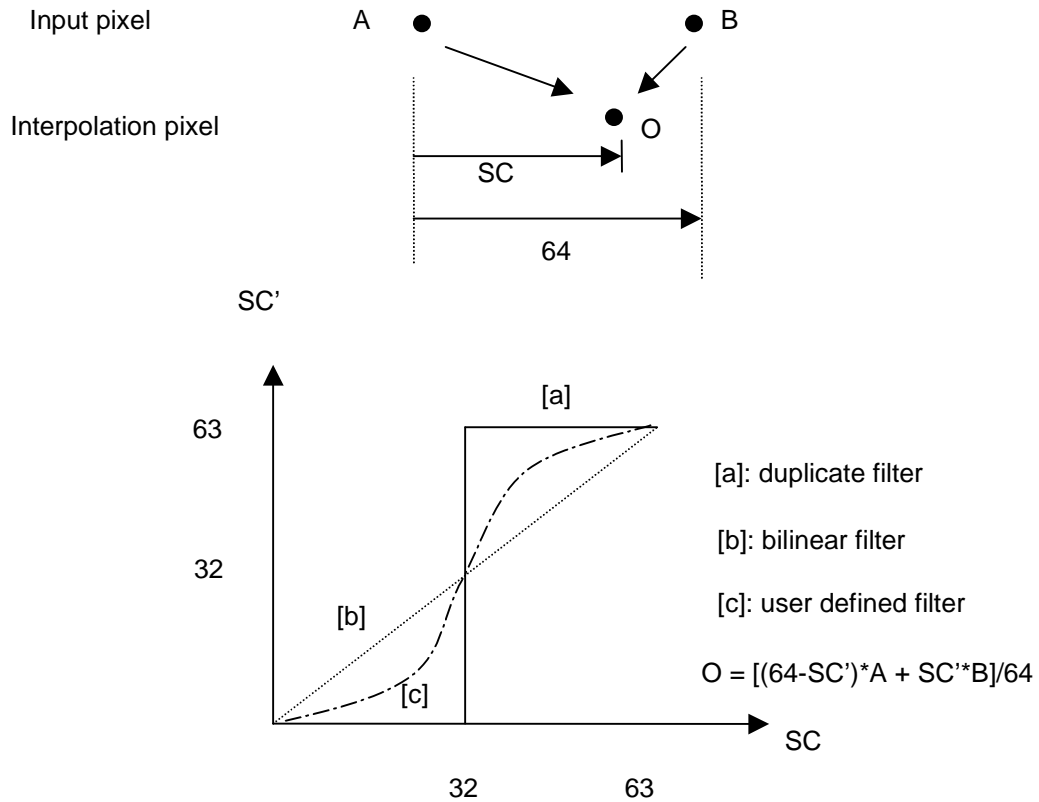 Input pixel A B
Interpolation pixel O
SC
64
SC’
[a]
63
[a]: duplicate filter
[b]: bilinear filter
32
[c]: user defined filter
[b]
O = [(64-SC’)*A + SC’*B]/64
[c]
SC
32 63